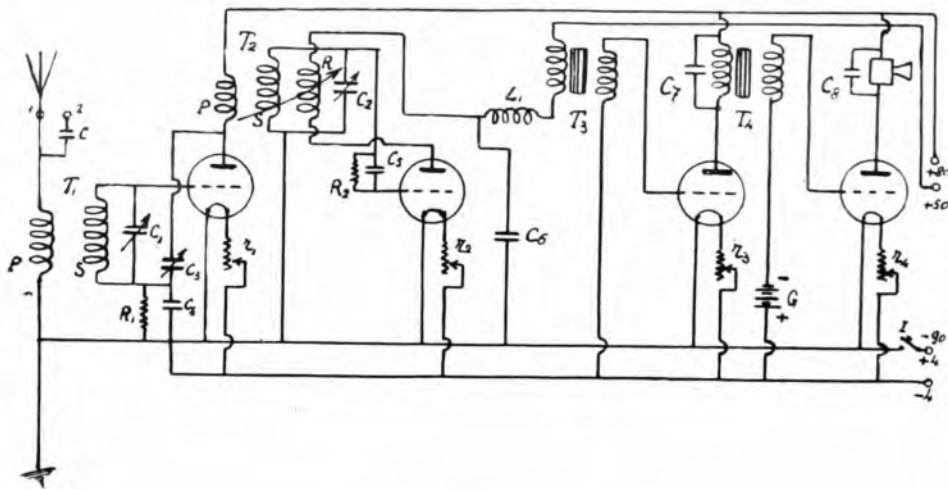 1 2
C
T1
P
S
C1
R1
C3
C4
P
T2
S
R
C2
r1
R2
C5
r2
L1
C6
T3
C7
T4
r3
G
-
+
C8
r4
I
+80
+50
-90
+4
-4